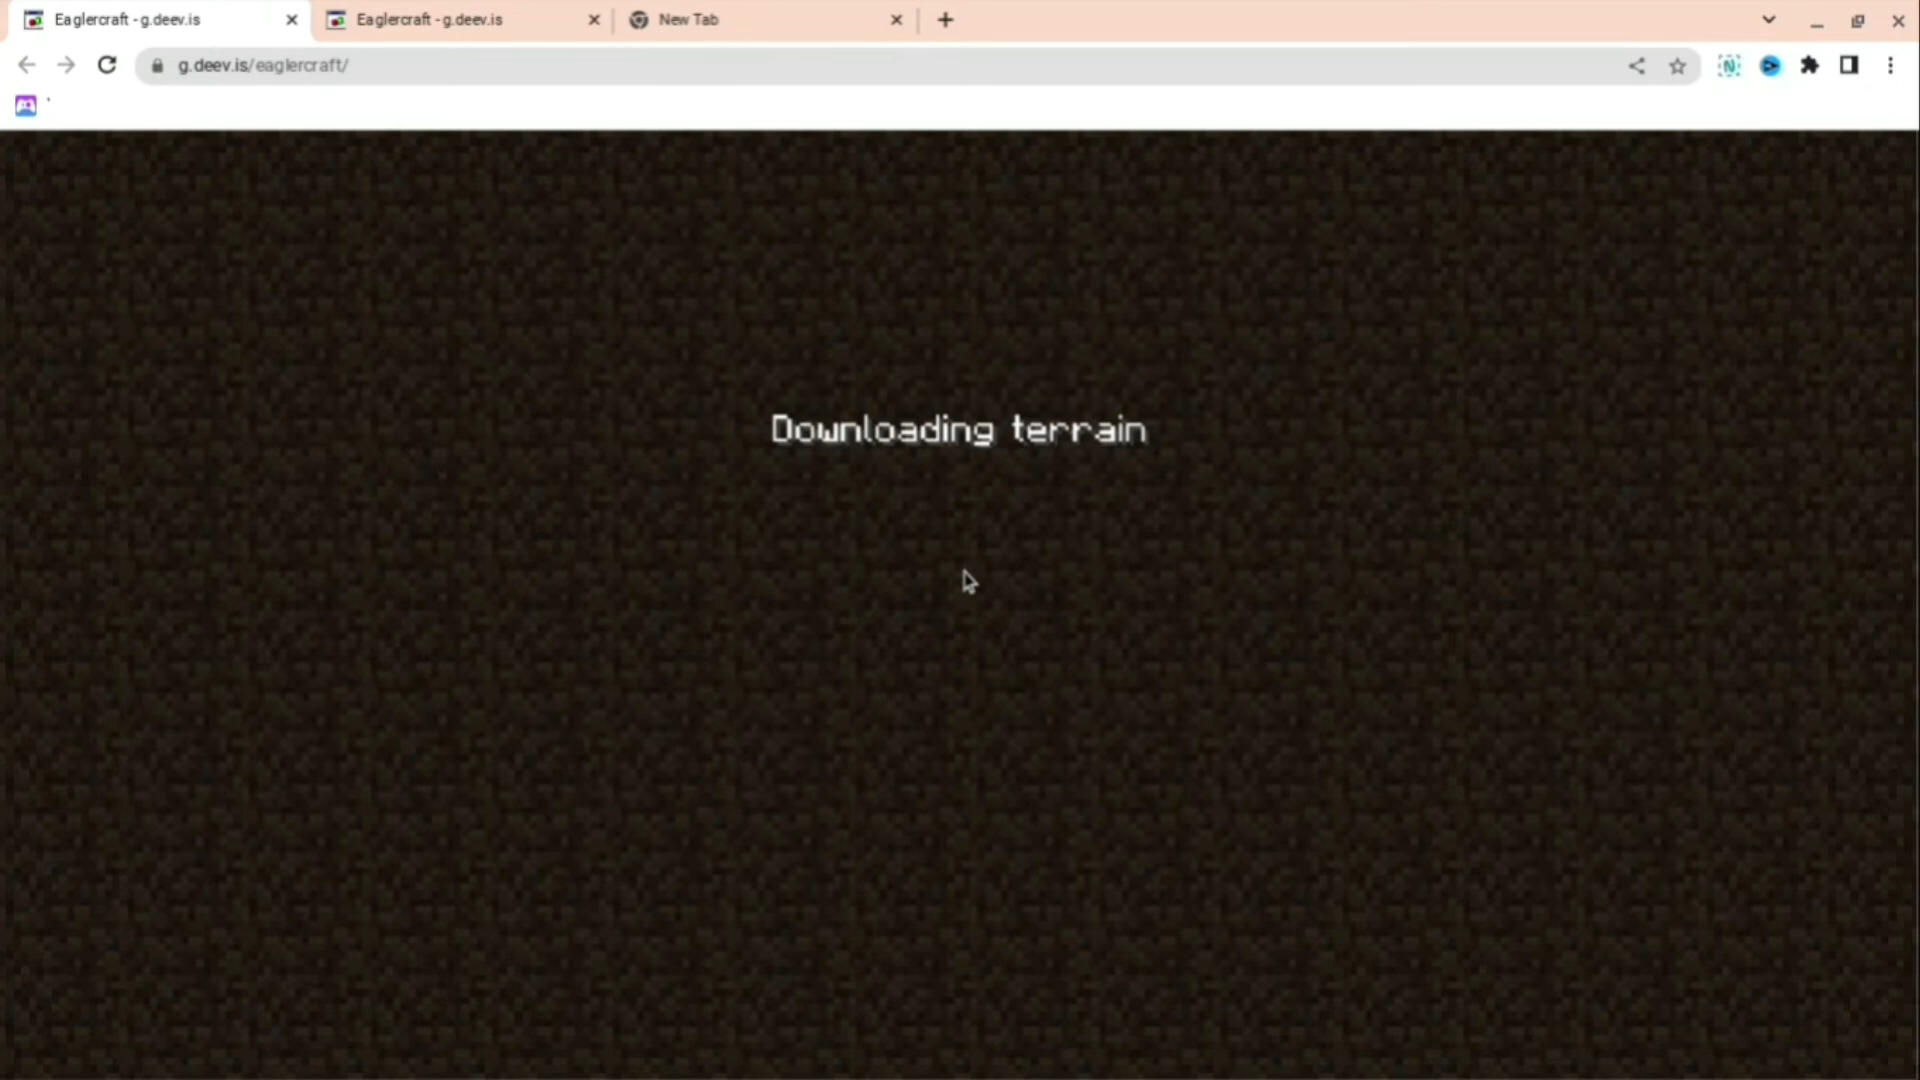 Eaglercraft - g.deev.is
Eaglercraft - g.deev.is
New Tab
g.deev.is/eaglercraft/
Downloading terrain